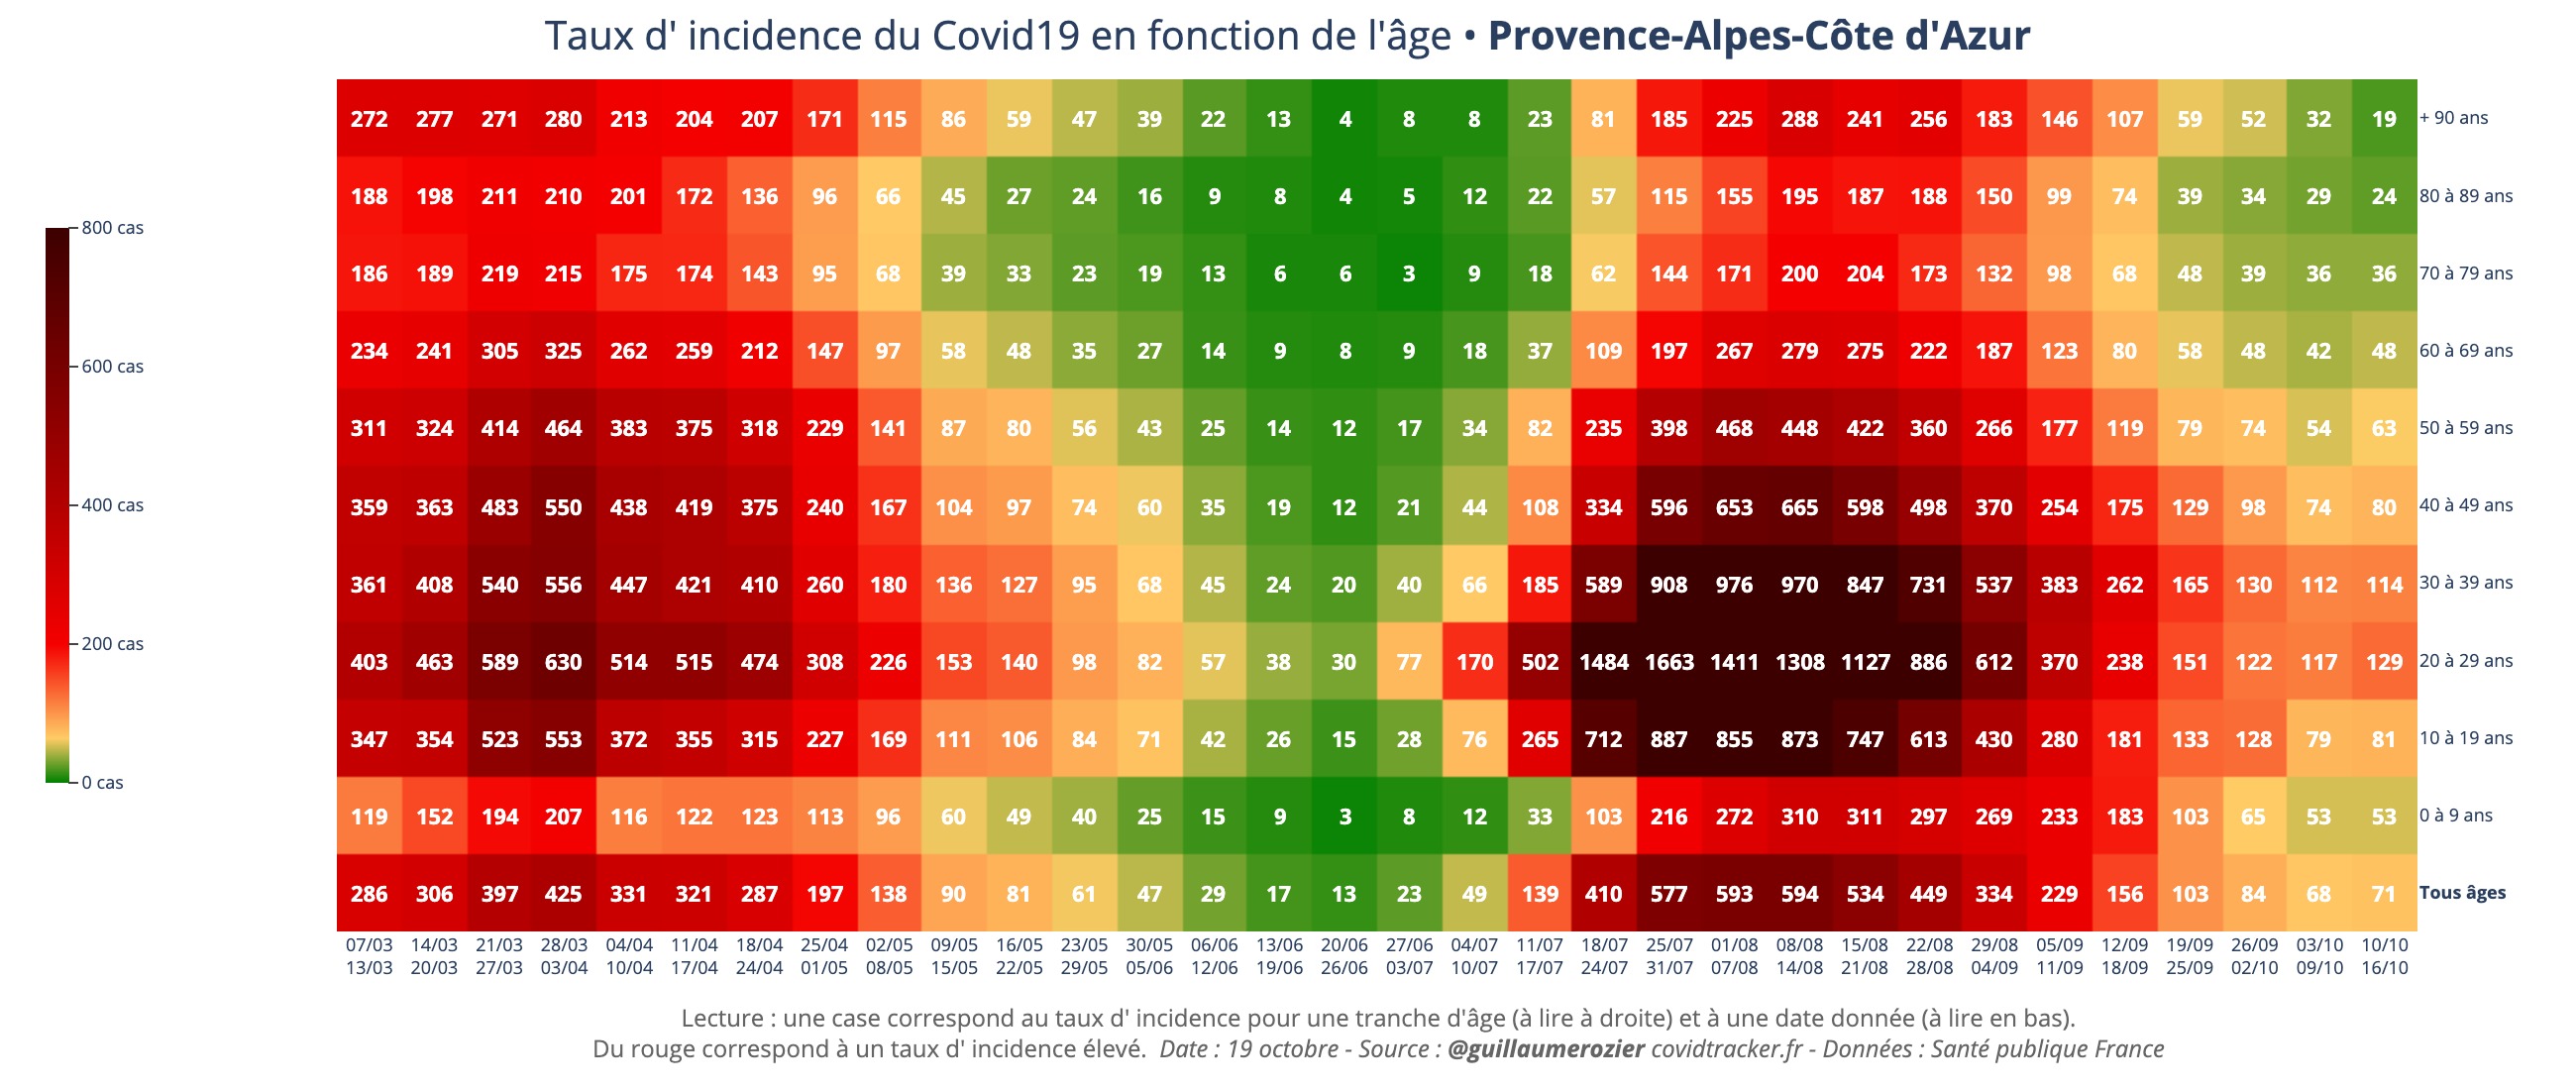 Taux d' incidence du Covid19 en fonction de l'âge • Provence-Alpes-Côte d'Azur
800 cas
600 cas
400 cas
200 cas
0 cas
272 277 271 280 213 204 207 171 115 86 59 47 39 22 13 4 8 8 23 81 185 225 288 241 256 183 146 107 59 52 32 19 + 90 ans
188 198 211 210 201 172 136 96 66 45 27 24 16 9 8 4 5 12 22 57 115 155 195 187 188 150 99 74 39 34 29 24 80 à 89 ans
186 189 219 215 175 174 143 95 68 39 33 23 19 13 6 6 3 9 18 62 144 171 200 204 173 132 98 68 48 39 36 36 70 à 79 ans
234 241 305 325 262 259 212 147 97 58 48 35 27 14 9 8 9 18 37 109 197 267 279 275 222 187 123 80 58 48 42 48 60 à 69 ans
311 324 414 464 383 375 318 229 141 87 80 56 43 25 14 12 17 34 82 235 398 468 448 422 360 266 177 119 79 74 54 63 50 à 59 ans
359 363 483 550 438 419 375 240 167 104 97 74 60 35 19 12 21 44 108 334 596 653 665 598 498 370 254 175 129 98 74 80 40 à 49 ans
361 408 540 556 447 421 410 260 180 136 127 95 68 45 24 20 40 66 185 589 908 976 970 847 731 537 383 262 165 130 112 114 30 à 39 ans
403 463 589 630 514 515 474 308 226 153 140 98 82 57 38 30 77 170 502 1484 1663 1411 1308 1127 886 612 370 238 151 122 117 129 20 à 29 ans
347 354 523 553 372 355 315 227 169 111 106 84 71 42 26 15 28 76 265 712 887 855 873 747 613 430 280 181 133 128 79 81 10 à 19 ans
119 152 194 207 116 122 123 113 96 60 49 40 25 15 9 3 8 12 33 103 216 272 310 311 297 269 233 183 103 65 53 53 0 à 9 ans
286 306 397 425 331 321 287 197 138 90 81 61 47 29 17 13 23 49 139 410 577 593 594 534 449 334 229 156 103 84 68 71 Tous âges
07/03 14/03 21/03 28/03 04/04 11/04 18/04 25/04 02/05 09/05 16/05 23/05 30/05 06/06 13/06 20/06 27/06 04/07 11/07 18/07 25/07 01/08 08/08 15/08 22/08 29/08 05/09 12/09 19/09 26/09 03/10 10/10
13/03 20/03 27/03 03/04 10/04 17/04 24/04 01/05 08/05 15/05 22/05 29/05 05/06 12/06 19/06 26/06 03/07 10/07 17/07 24/07 31/07 07/08 14/08 21/08 28/08 04/09 11/09 18/09 25/09 02/10 09/10 16/10
Lecture : une case correspond au taux d' incidence pour une tranche d'âge (à lire à droite) et à une date donnée (à lire en bas).
Du rouge correspond à un taux d' incidence élevé. Date : 19 octobre - Source : @guillaumerozier covidtracker.fr - Données : Santé publique France